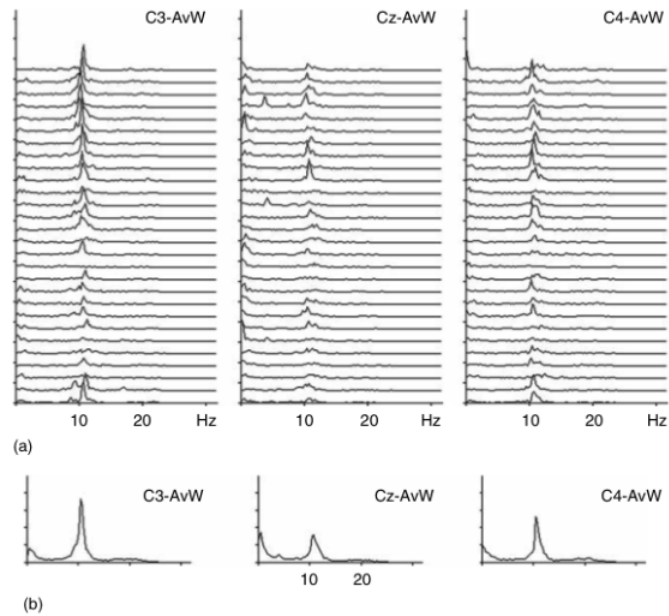 C3-AvW Cz-AvW C4-AvW
10 20 Hz 10 20 Hz 10 20 Hz
(a)
C3-AvW Cz-AvW C4-AvW
10 20
(b)